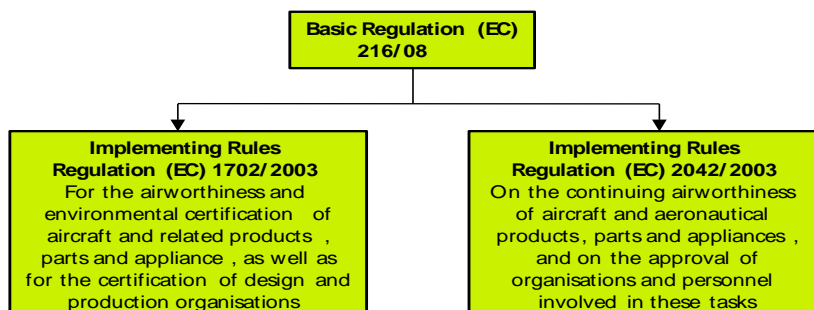 Basic Regulation (EC)
216/08
Implementing Rules
Regulation (EC) 1702/2003
For the airworthiness and
environmental certification of
aircraft and related products ,
parts and appliance , as well as
for the certification of design and
production organisations
Implementing Rules
Regulation (EC) 2042/2003
On the continuing airworthiness
of aircraft and aeronautical
products, parts and appliances ,
and on the approval of
organisations and personnel
involved in these tasks